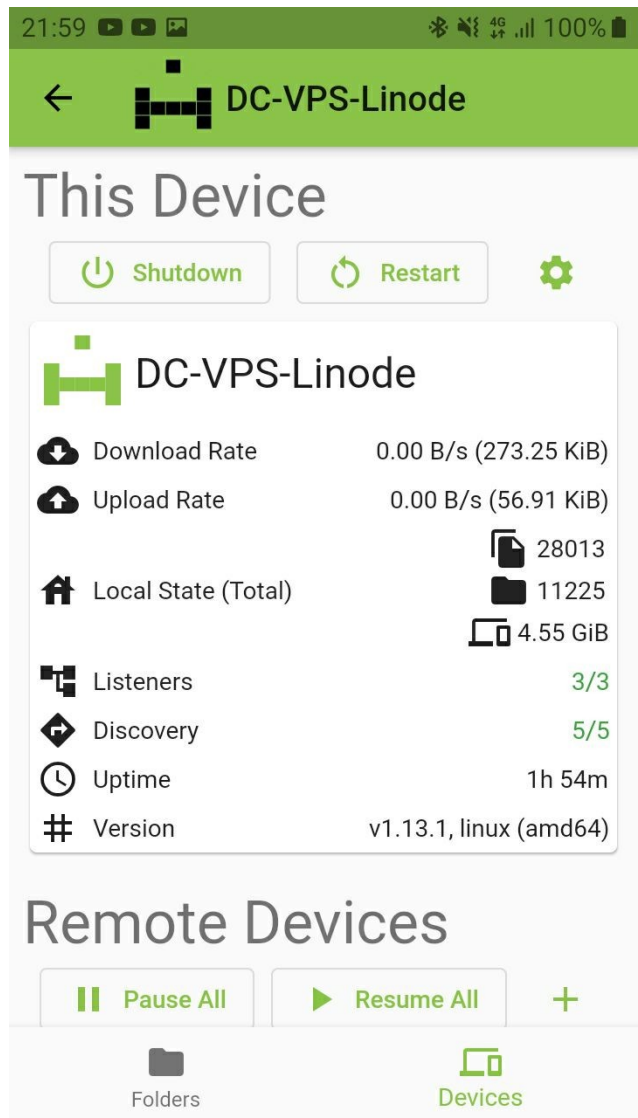 21:59 4G 100%
DC-VPS-Linode
This Device
Shutdown Restart
DC-VPS-Linode
Download Rate 0.00 B/s (273.25 KiB)
Upload Rate 0.00 B/s (56.91 KiB)
28013
Local State (Total) 11225
4.55 GiB
Listeners 3/3
Discovery 5/5
Uptime 1h 54m
Version v1.13.1, linux (amd64)
Remote Devices
Pause All Resume All
Folders Devices